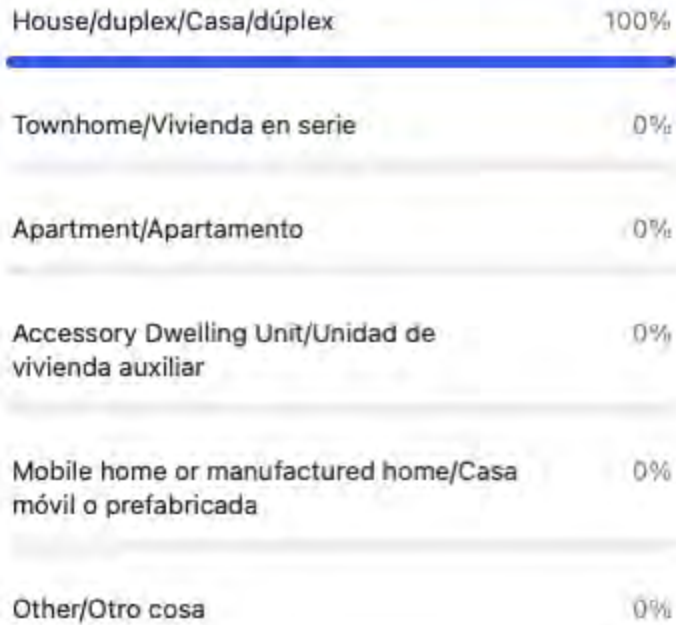 House/duplex/Casa/dúplex 100%
Townhome/Vivienda en serie 0%
Apartment/Apartamento 0%
Accessory Dwelling Unit/Unidad de 0%
vivienda auxiliar
Mobile home or manufactured home/Casa 0%
móvil o prefabricada
Other/Otro cosa 0%